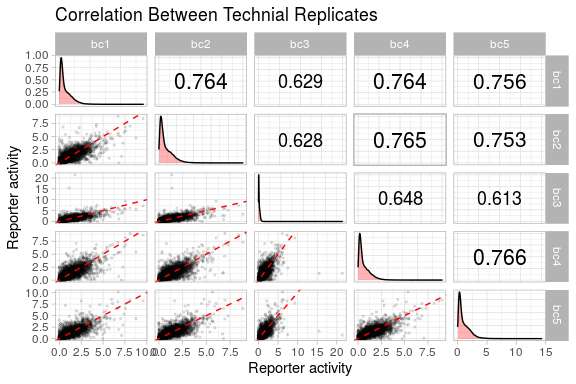 Correlation Between Technial Replicates
bc1 bc2 bc3 bc4 bc5
1.00
0.75
0.50
0.25
0.00
0.764 0.629 0.764 0.756
bc1
7.5
5.0
2.5
0.0
0.628 0.765 0.753
bc2
20
15
10
5
0
0.648 0.613
bc3
7.5
5.0
2.5
0.0
0.766
bc4
10.0
7.5
5.0
2.5
0.0
bc5
0.0 2.5 5.0 7.5 10.0
0.0 2.5 5.0 7.5
0 5 10 15 20
0.0 2.5 5.0 7.5
0 5 10 15
Reporter activity
Reporter activity